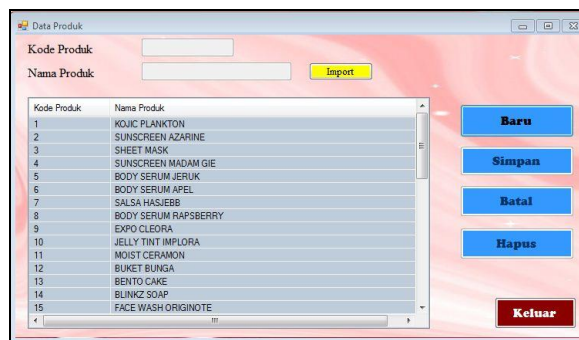 Data Produk
Kode Produk
Nama Produk
Import
Kode Produk Nama Produk
1 KOJIC PLANKTON
2 SUNSCREEN AZARINE
3 SHEET MASK
4 SUNSCREEN MADAM GIE
5 BODY SERUM JERUK
6 BODY SERUM APEL
7 SALSA HASJEBB
8 BODY SERUM RAPSBERRY
9 EXPO CLEORA
10 JELLY TINT IMPLORA
11 MOIST CERAMON
12 BUKET BUNGA
13 BENTO CAKE
14 BLINKZ SOAP
15 FACE WASH ORIGINOTE
Baru
Simpan
Batal
Hapus
Keluar